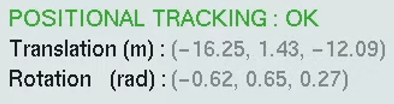 POSITIONAL TRACKING : OK
Translation (m) : (−16.25, 1.43, −12.09)
Rotation (rad) : (−0.62, 0.65, 0.27)